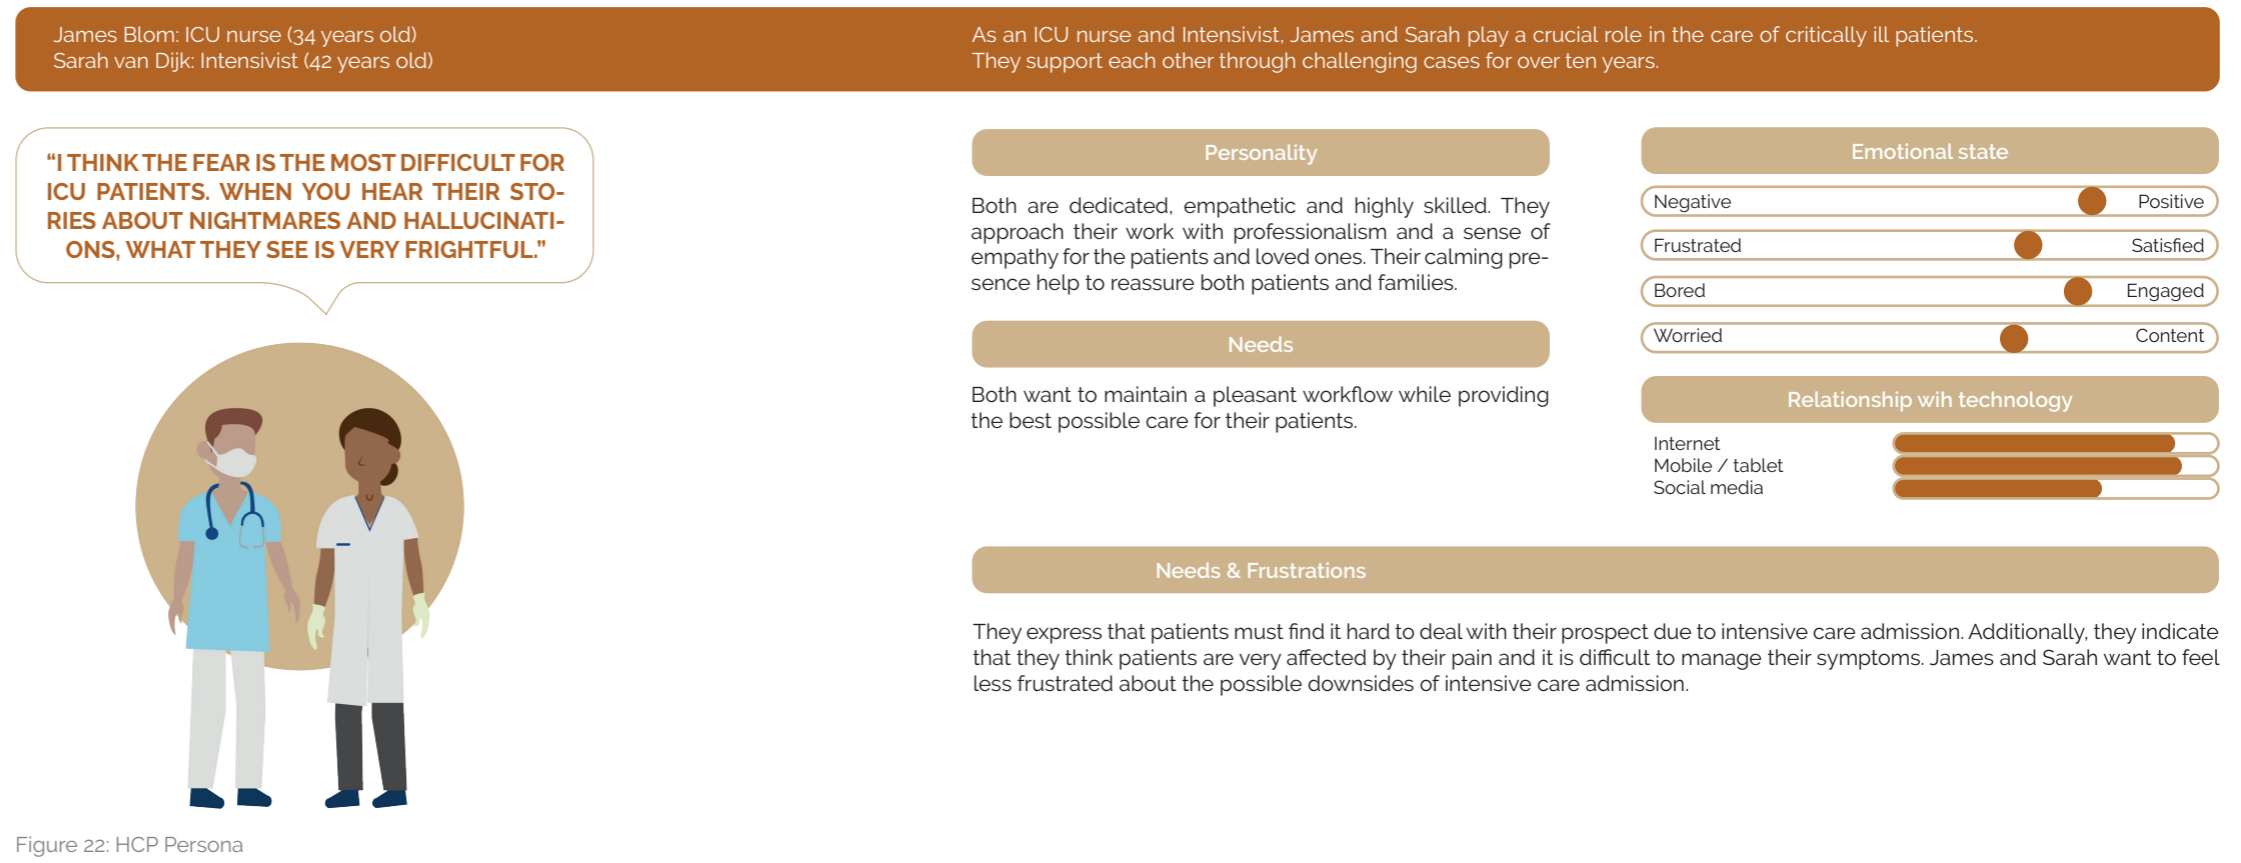 James Blom: ICU nurse (34 years old)
Sarah van Dijk: Intensivist (42 years old)
As an ICU nurse and Intensivist, James and Sarah play a crucial role in the care of critically ill patients.
They support each other through challenging cases for over ten years.
“I THINK THE FEAR IS THE MOST DIFFICULT FOR
ICU PATIENTS. WHEN YOU HEAR THEIR STO-
RIES ABOUT NIGHTMARES AND HALLUCINATI-
ONS, WHAT THEY SEE IS VERY FRIGHTFUL.”
Personality
Both are dedicated, empathetic and highly skilled. They
approach their work with professionalism and a sense of
empathy for the patients and loved ones. Their calming pre-
sence help to reassure both patients and families.
Needs
Both want to maintain a pleasant workflow while providing
the best possible care for their patients.
Emotional state
Negative Positive
Frustrated Satisfied
Bored Engaged
Worried Content
Relationship wih technology
Internet
Mobile / tablet
Social media
Needs & Frustrations
They express that patients must find it hard to deal with their prospect due to intensive care admission. Additionally, they indicate
that they think patients are very affected by their pain and it is difficult to manage their symptoms. James and Sarah want to feel
less frustrated about the possible downsides of intensive care admission.
Figure 22: HCP Persona